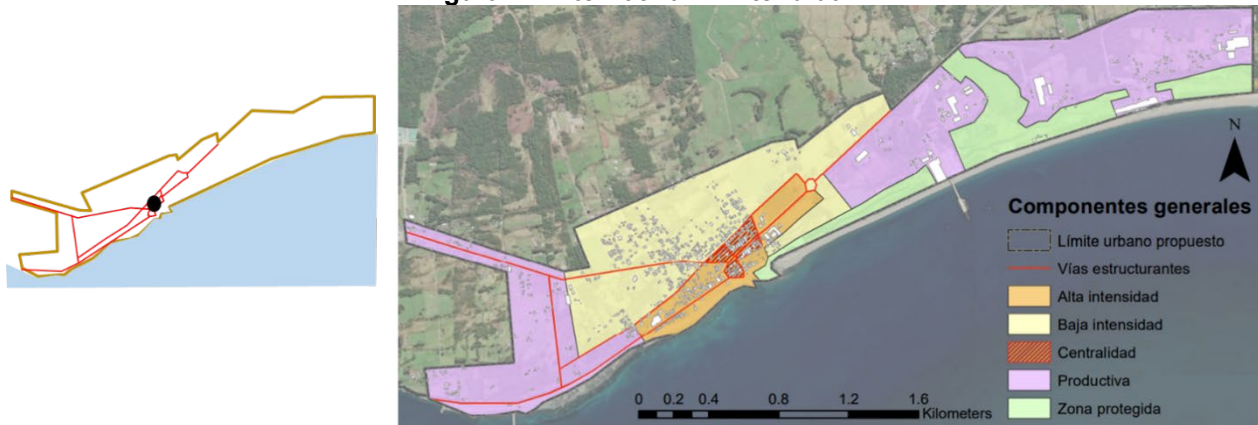 N
Componentes generales
Límite urbano propuesto
Vías estructurantes
Alta intensidad
Baja intensidad
Centralidad
Productiva
Zona protegida
0 0.2 0.4 0.8 1.2 1.6
Kilometers